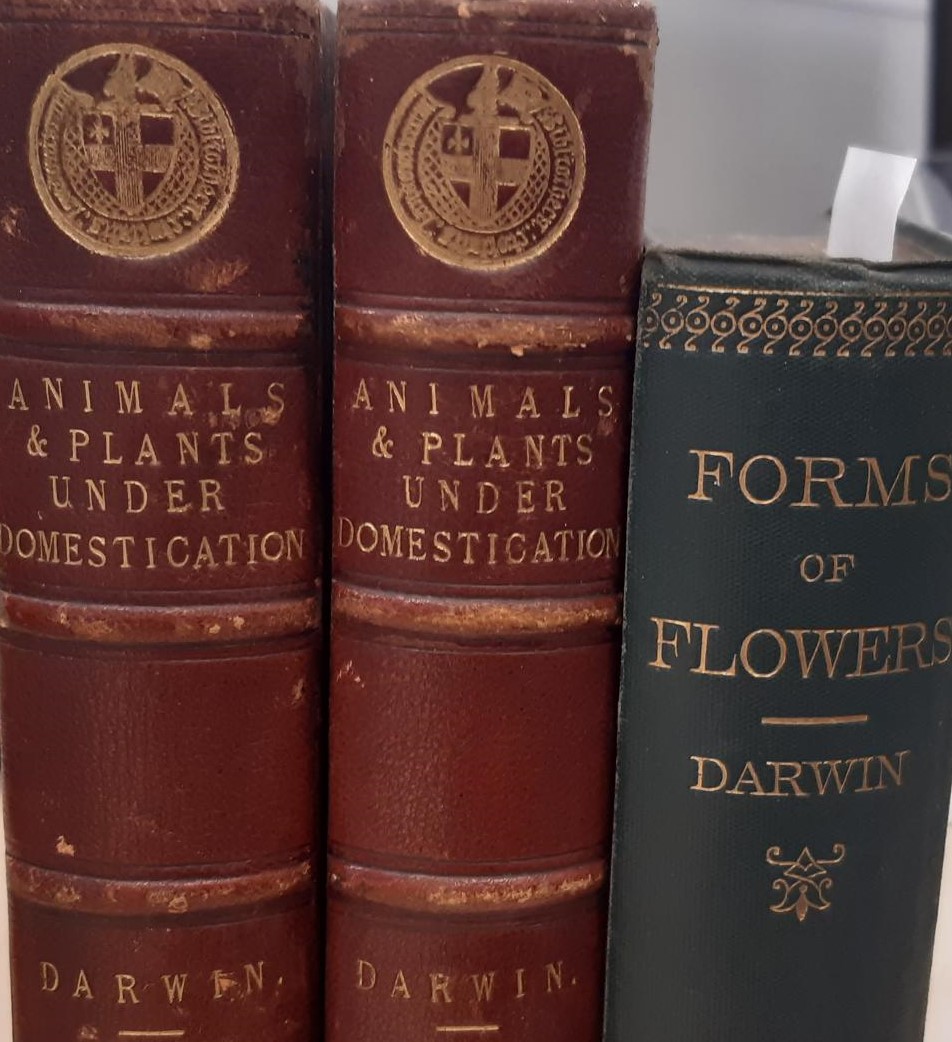 ANIMALS
& PLANTS
UNDER
DOMESTICATION
DARWIN.
ANIMALS
& PLANTS
UNDER
DOMESTICATION
DARWIN.
FORMS
OF
FLOWERS
DARWIN